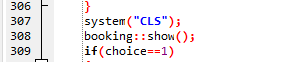 306 }
307 system("CLS");
308 booking::show();
309 if(choice==1)